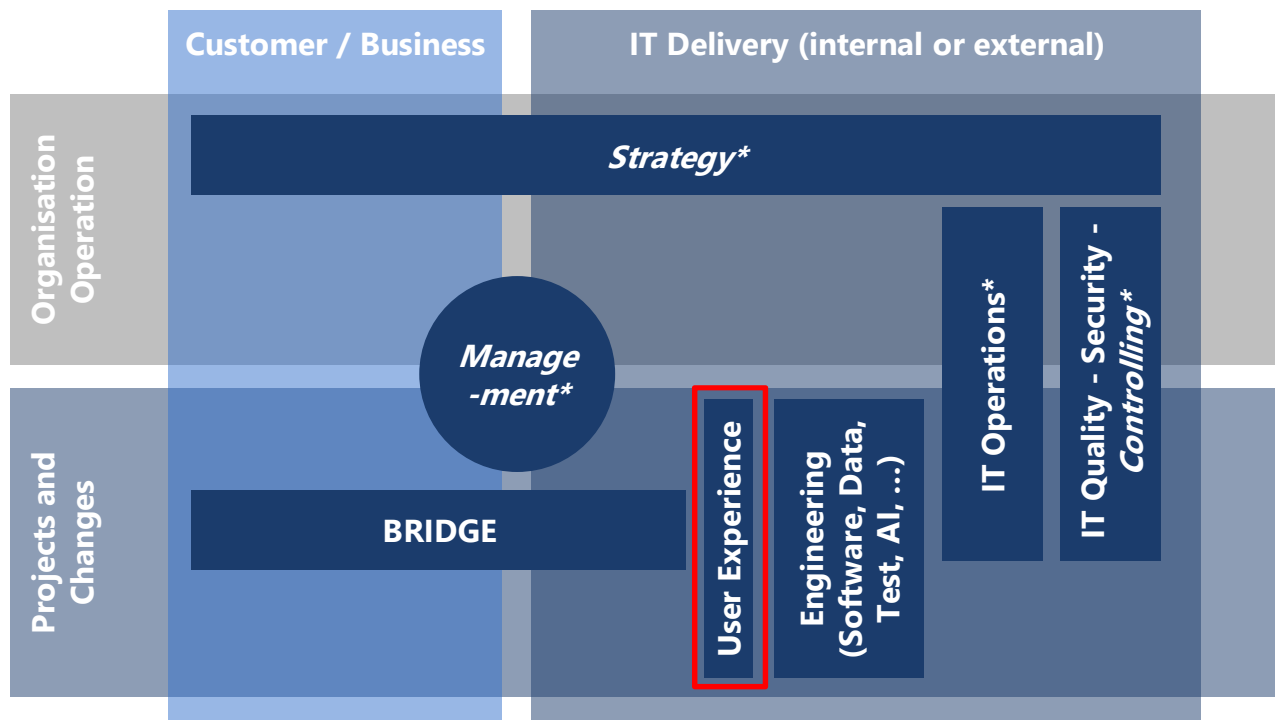 Customer / Business
IT Delivery (internal or external)
Organisation
Operation
Strategy*
Manage
-ment*
IT Operations*
IT Quality - Security -
Controlling*
Projects and
Changes
BRIDGE
User Experience
Engineering
(Software, Data,
Test, AI, ...)